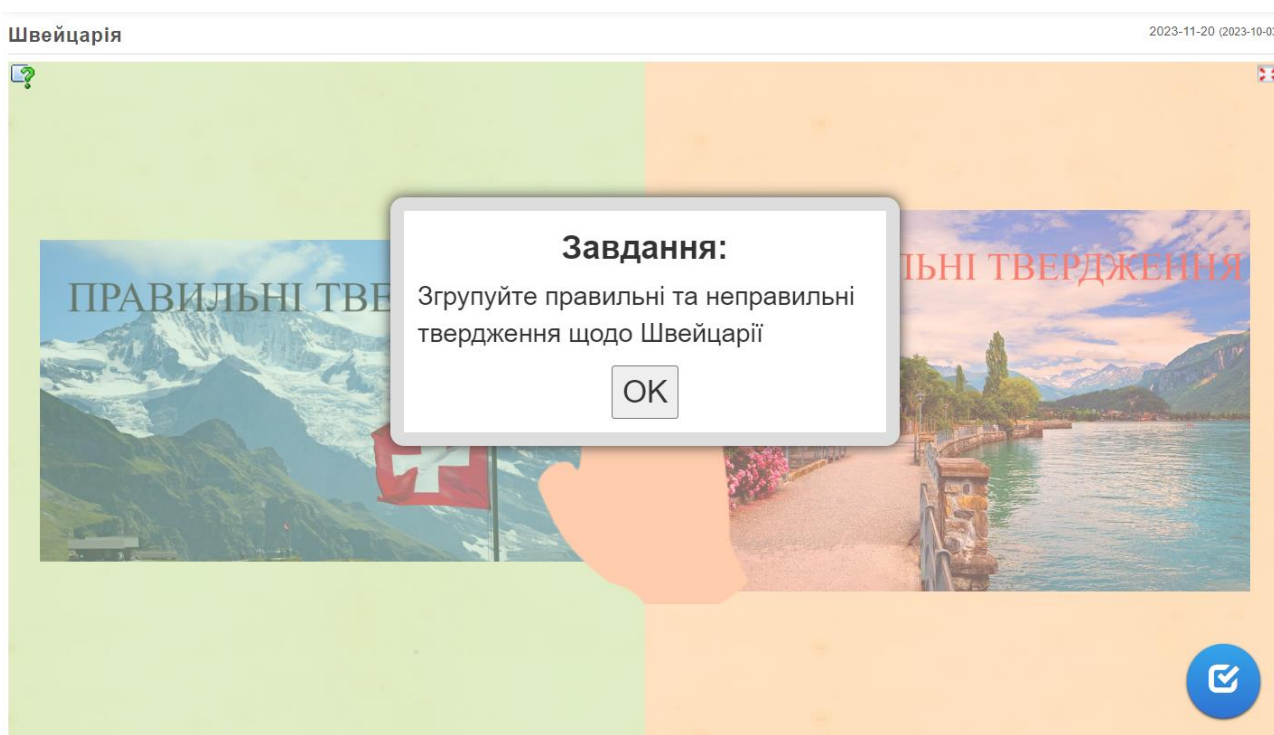 Швейцарія
2023-11-20 (2023-10-03
ПРАВИЛЬНІ ТВЕ
ЛЬНІ ТВЕРДЖЕННЯ
Завдання:
Згрупуйте правильні та неправильні
твердження щодо Швейцарії
OK